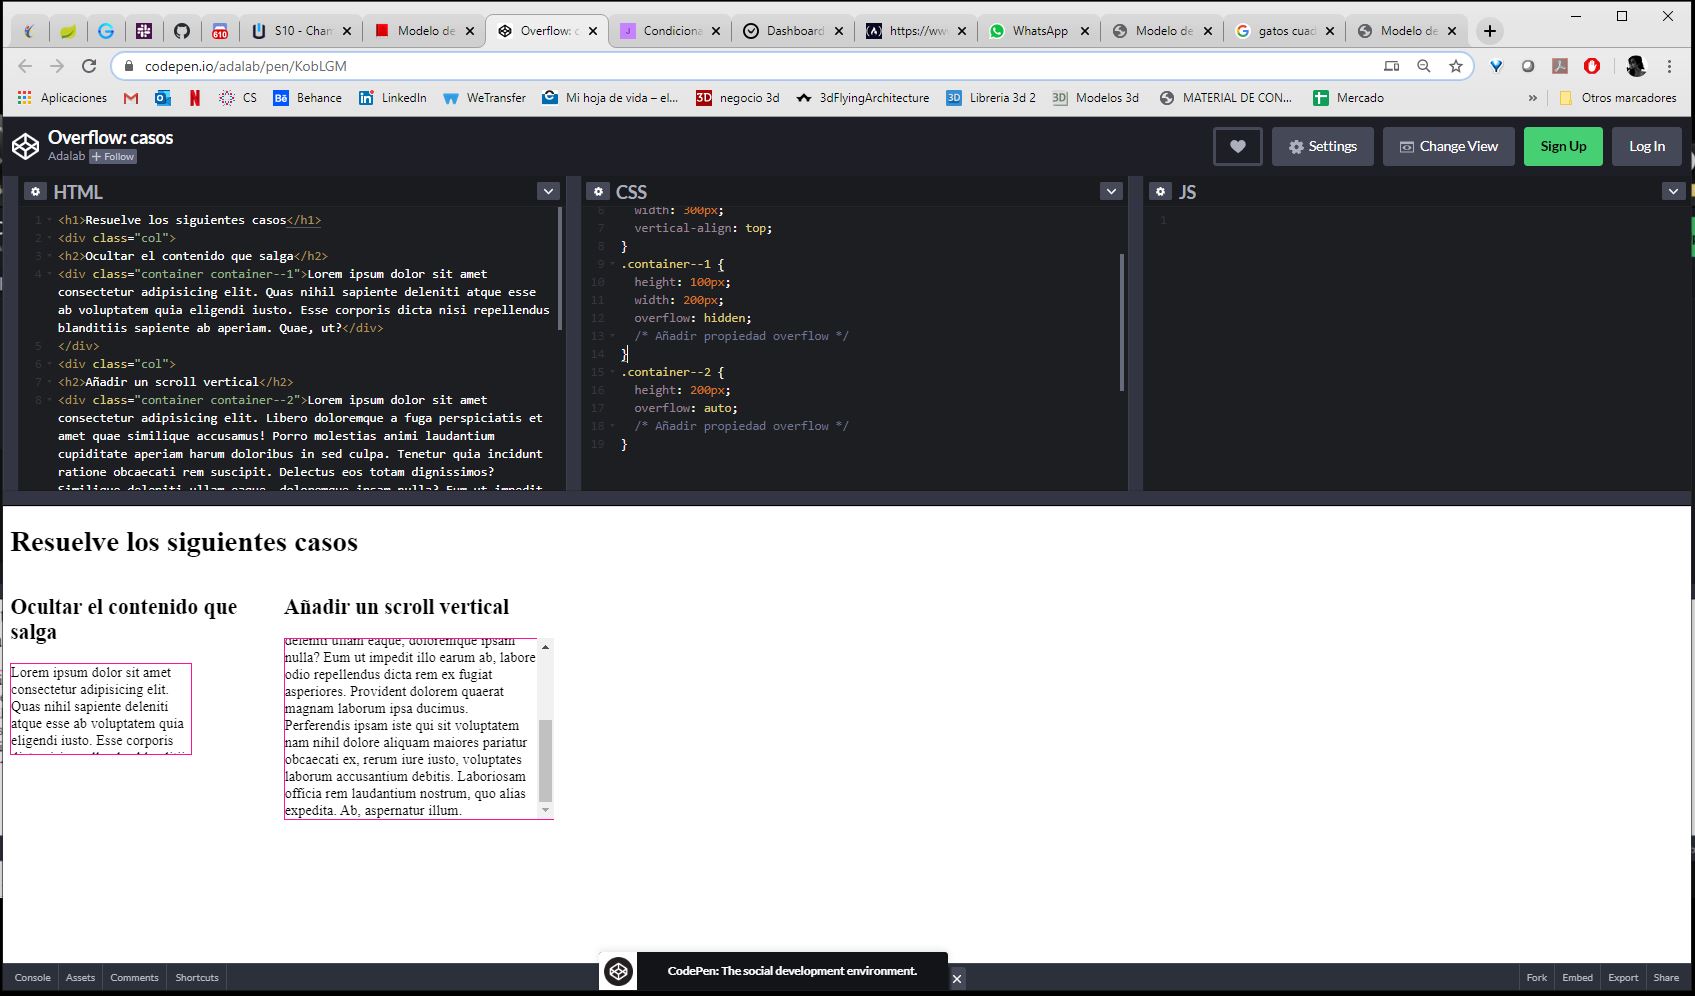 610
S10 - Cham
Modelo de
Overflow: c
J
Condiciona
Dashboard
https://ww
WhatsApp
Modelo de
gatos cuad
Modelo de
codepen.io/adalab/pen/KobLGM
Aplicaciones
CS
Behance
LinkedIn
WeTransfer
Mi hoja de vida – el...
3D
negocio 3d
3dFlyingArchitecture
3D
Libreria 3d 2
3D
Modelos 3d
MATERIAL DE CON...
Mercado
»
Otros marcadores
Overflow: casos
Adalab + Follow
Settings
Change View
Sign Up
Log In
HTML
1 <h1>Resuelve los siguientes casos</h1>
2 <div class="col">
3 <h2>Ocultar el contenido que salga</h2>
4 <div class="container container--1">Lorem ipsum dolor sit amet
consectetur adipisicing elit. Quas nihil sapiente deleniti atque esse
ab voluptatem quia eligendi iusto. Esse corporis dicta nisi repellendus
blanditiis sapiente ab aperiam. Quae, ut?</div>
5 </div>
6 <div class="col">
7 <h2>Añadir un scroll vertical</h2>
8 <div class="container container--2">Lorem ipsum dolor sit amet
consectetur adipisicing elit. Libero doloremque a fuga perspiciatis et
amet quae similique accusamus! Porro molestias animi laudantium
cupiditate aperiam harum doloribus in sed culpa. Tenetur quia incidunt
ratione obcaecati rem suscipit. Delectus eos totam dignissimos?
Similique deleniti ullam eaque, doloremque ipsam nulla? Eum ut impedit
CSS
6 width: 300px;
7 vertical-align: top;
8 }
9 .container--1 {
10 height: 100px;
11 width: 200px;
12 overflow: hidden;
13 /* Añadir propiedad overflow */
14 }
15 .container--2 {
16 height: 200px;
17 overflow: auto;
18 /* Añadir propiedad overflow */
19 }
JS
1
Resuelve los siguientes casos
Ocultar el contenido que
salga
Lorem ipsum dolor sit amet
consectetur adipisicing elit.
Quas nihil sapiente deleniti
atque esse ab voluptatem quia
eligendi iusto. Esse corporis
Añadir un scroll vertical
deleniti ullam eaque, doloremque ipsam
nulla? Eum ut impedit illo earum ab, labore
odio repellendus dicta rem ex fugiat
asperiores. Provident dolorem quaerat
magnam laborum ipsa ducimus.
Perferendis ipsam iste qui sit voluptatem
nam nihil dolore aliquam maiores pariatur
obcaecati ex, rerum iure iusto, voluptates
laborum accusantium debitis. Laboriosam
officia rem laudantium nostrum, quo alias
expedita. Ab, aspernatur illum.
Console
Assets
Comments
Shortcuts
CodePen: The social development environment.
Fork
Embed
Export
Share